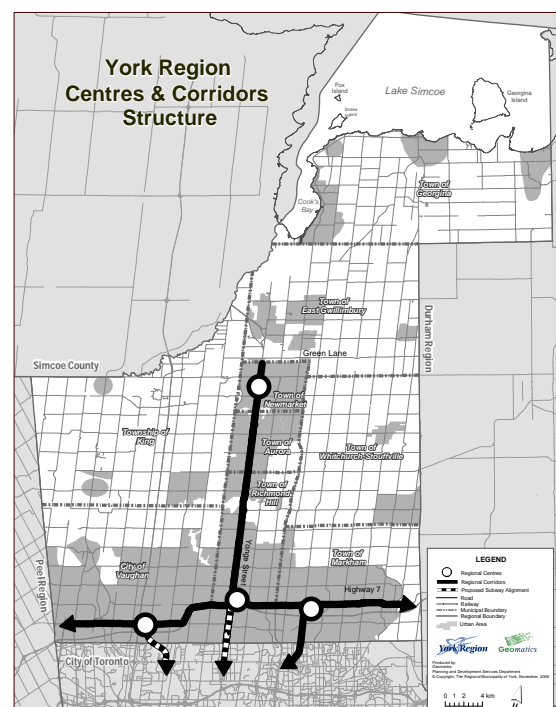 York Region
Centres & Corridors
Structure
Fox
Island
Snake
Island
Lake Simcoe
Georgina
Island
Cook's
Bay
Town of
Georgina
Town of
East Gwillimbury
Durham Region
Simcoe County
Green Lane
Town of
Newmarket
Township of
King
Town of
Aurora
Town of
Whitchurch-Stouffville
Town of
Richmond
Hill
Yonge Street
City of
Vaughan
Town of
Markham
Peel Region
Highway 7
City of Toronto
LEGEND
Regional Centres
Regional Corridors
Proposed Subway Alignment
Road
Railway
Municipal Boundary
Regional Boundary
Urban Area
York Region
Geomatics
Produced by:
Geomatics
Planning and Development Services Department
© Copyright, The Regional Municipality of York, November, 2008
0 1 2 4 km